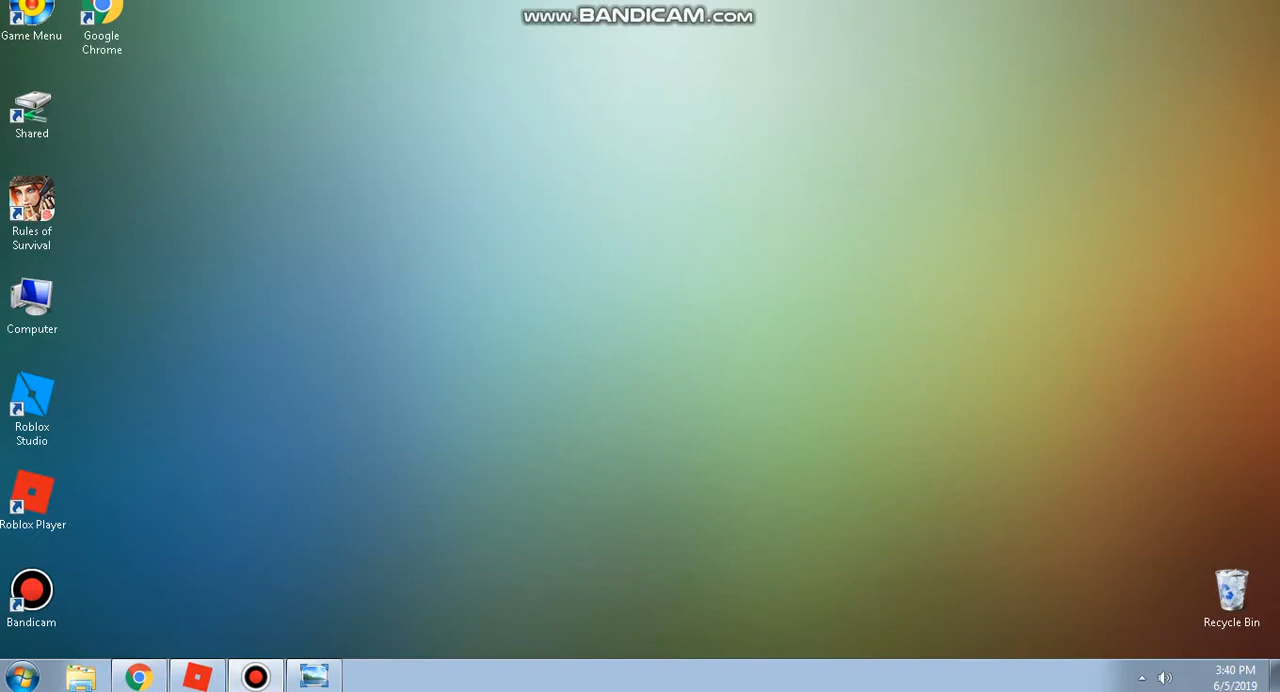 www.BANDICAM.com
Game Menu
Google
Chrome
Shared
Rules of
Survival
Computer
Roblox
Studio
Roblox Player
Bandicam
Recycle Bin
3:40 PM
6/5/2019